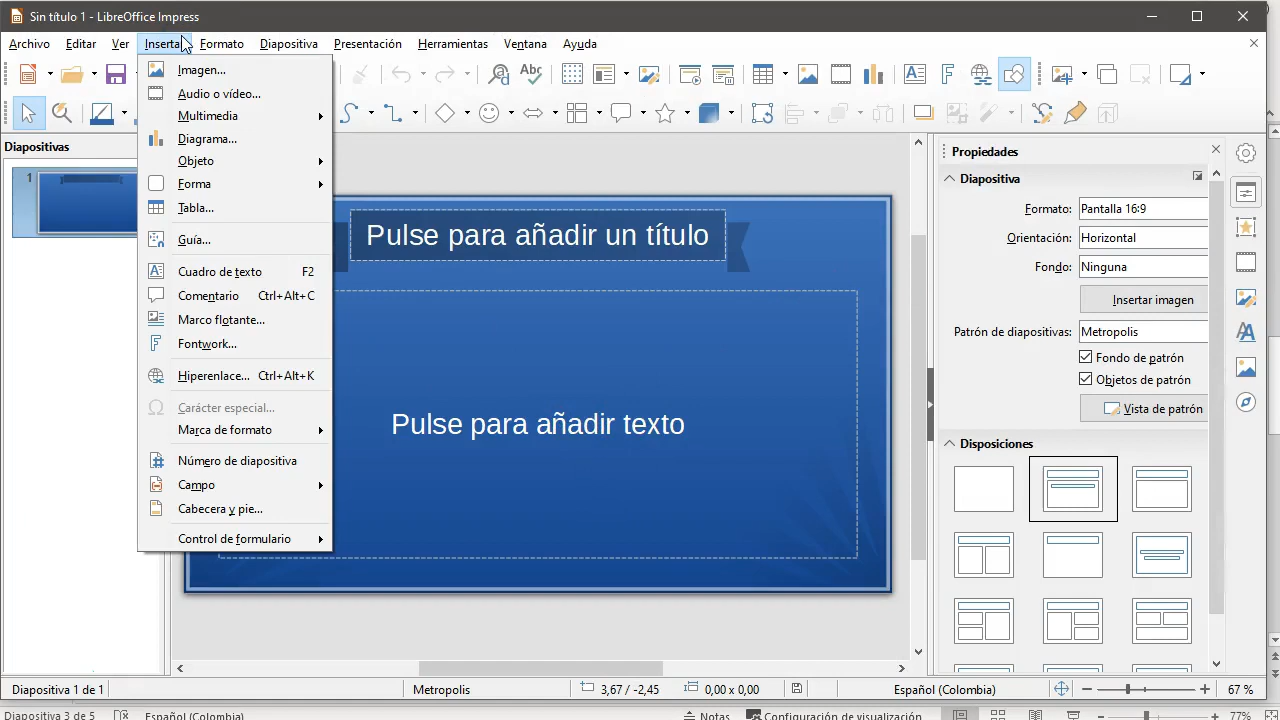 Sin título 1 - LibreOffice Impress
Archivo Editar Ver Insertar Formato Diapositiva Presentación Herramientas Ventana Ayuda
Imagen...
Audio o vídeo...
Multimedia
Diagrama...
Objeto
Forma
Tabla...
Guía...
Cuadro de texto F2
Comentario Ctrl+Alt+C
Marco flotante...
Fontwork...
Hiperenlace... Ctrl+Alt+K
Carácter especial...
Marca de formato
Número de diapositiva
Campo
Cabecera y pie...
Control de formulario
Diapositivas
1
Pulse para añadir un título
Pulse para añadir texto
Propiedades
Diapositiva
Formato: Pantalla 16:9
Orientación: Horizontal
Fondo: Ninguna
Insertar imagen
Patrón de diapositivas: Metropolis
Fondo de patrón
Objetos de patrón
Vista de patrón
Disposiciones
Diapositiva 1 de 1 Metropolis 3,67 / -2,45 0,00 x 0,00 Español (Colombia) 67 %
Diapositiva 3 de 5 Español (Colombia) Notas Configuración de visualización 77%